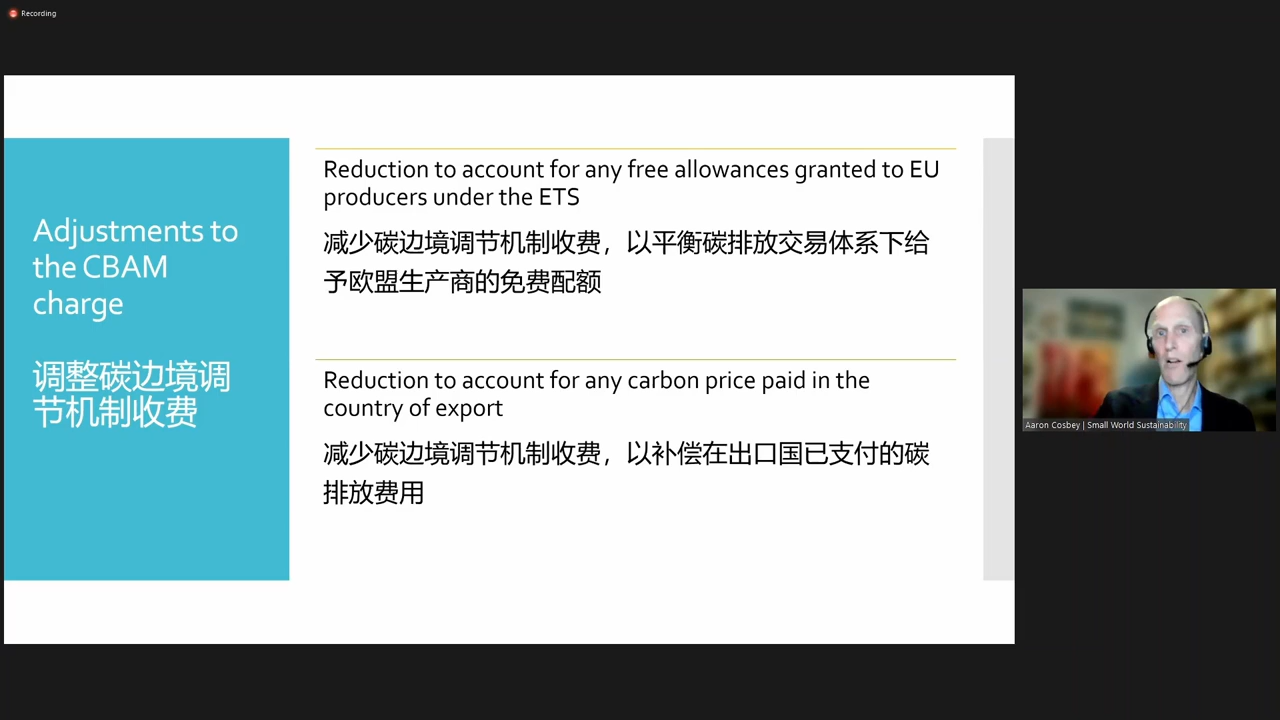 Recording
Adjustments to
the CBAM
charge
调整碳边境调
节机制收费
Reduction to account for any free allowances granted to EU
producers under the ETS
减少碳边境调节机制收费，以平衡碳排放交易体系下给
予欧盟生产商的免费配额
Reduction to account for any carbon price paid in the
country of export
减少碳边境调节机制收费，以补偿在出口国已支付的碳
排放费用
Aaron Cosbey | Small World Sustainability